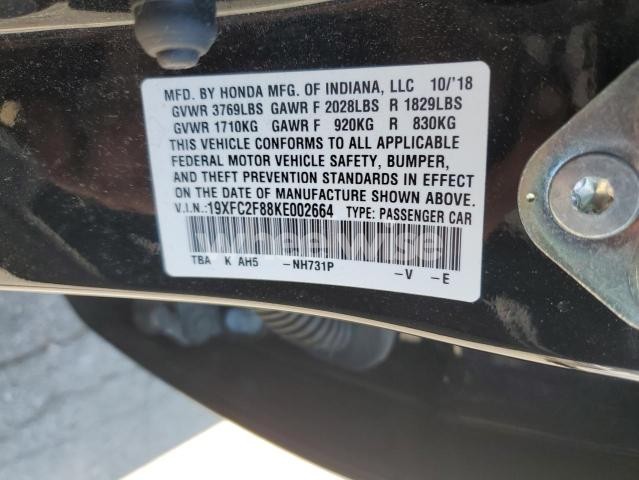 MFD. BY HONDA MFG. OF INDIANA, LLC 10/'18
GVWR 3769LBS GAWR F 2028LBS R 1829LBS
GVWR 1710KG GAWR F 920KG R 830KG
THIS VEHICLE CONFORMS TO ALL APPLICABLE
FEDERAL MOTOR VEHICLE SAFETY, BUMPER,
AND THEFT PREVENTION STANDARDS IN EFFECT
ON THE DATE OF MANUFACTURE SHOWN ABOVE.
V.I.N.:19XFC2F88KE002664 TYPE: PASSENGER CAR
WheelWise
TBA K AH5 -NH731P -V -E